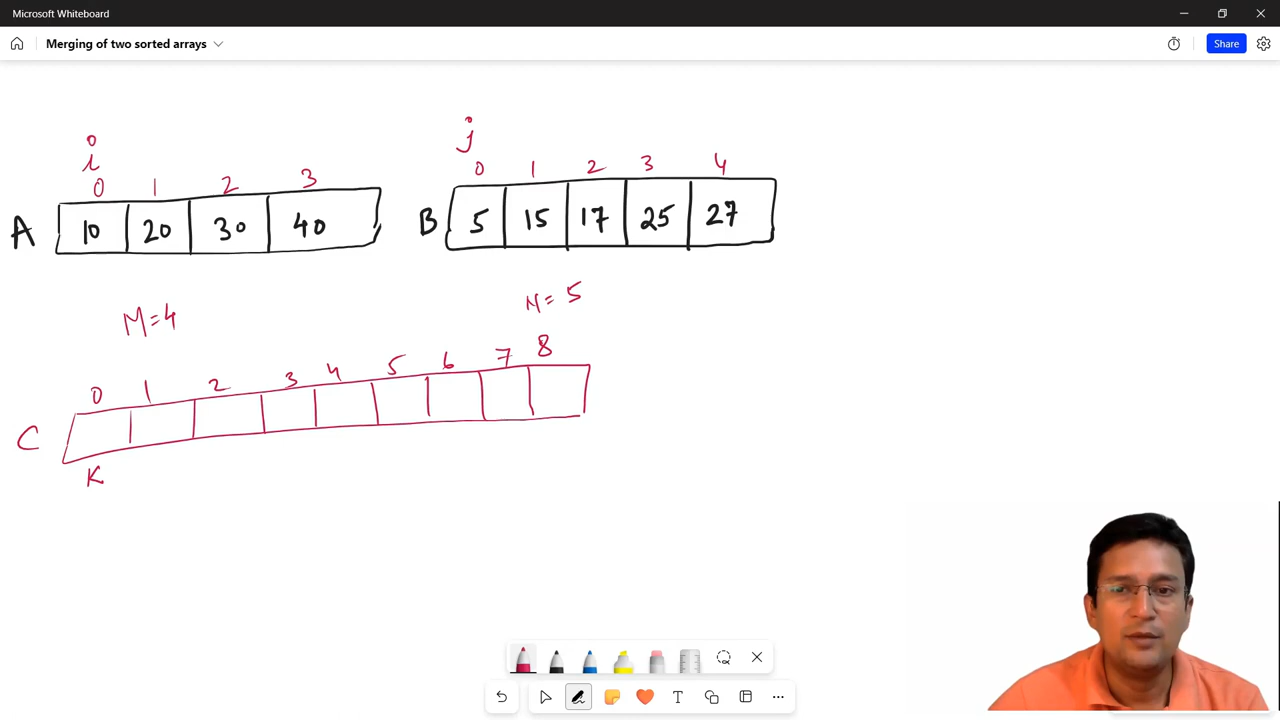 Microsoft Whiteboard
Merging of two sorted arrays
Share
i
0 1 2 3
A 10 20 30 40
j
0 1 2 3 4
B 5 15 17 25 27
M=4
N=5
0 1 2 3 4 5 6 7 8
C
K
T